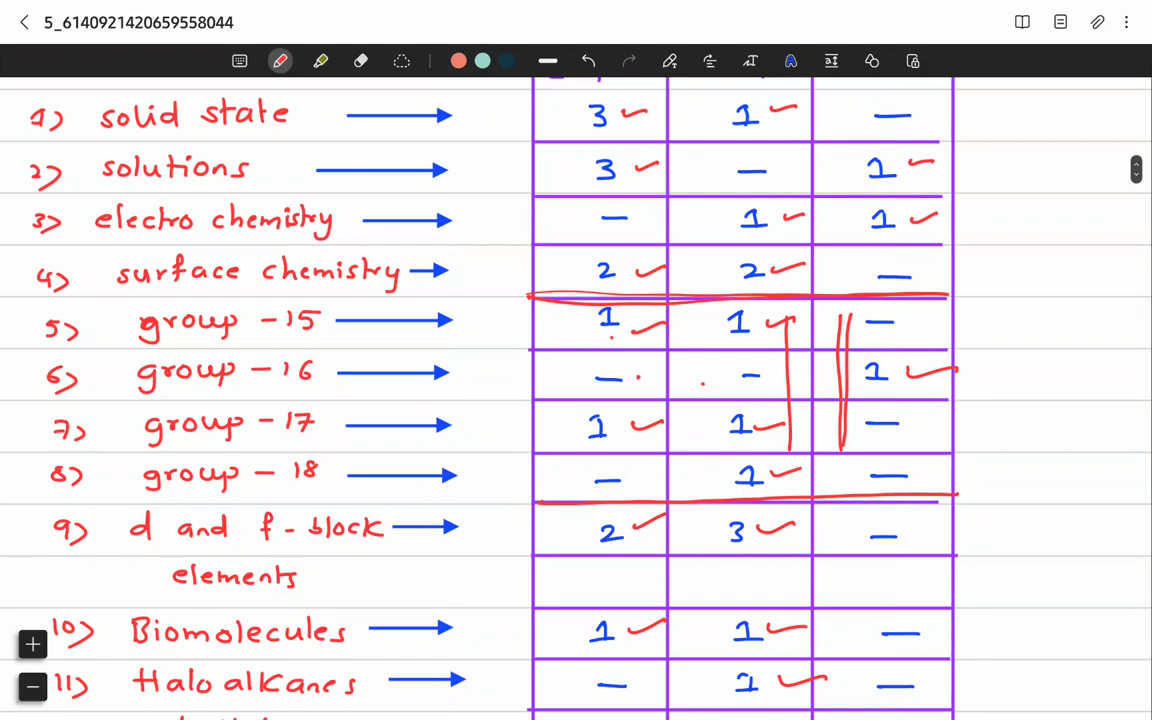 5_6140921420659558044
1) solid state → 3 ✓ 1 ✓ —
2) solutions → 3 ✓ — 1 ✓
3) electro chemistry → — 1 ✓ 1 ✓
4) surface chemistry → 2 ✓ 2 ✓ —
5) group - 15 → 1 ✓ 1 ✓ —
6) group - 16 → — - 1 ✓
7) group - 17 → 1 ✓ 1 ✓ —
8) group - 18 → — 1 ✓ —
9) d and f - block → 2 ✓ 3 ✓ —
elements
10) Biomolecules → 1 ✓ 1 ✓ —
11) Haloalkanes → — 1 ✓ —